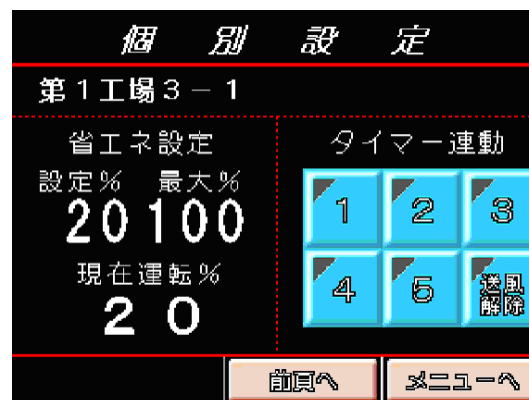 個別設定
第1工場3－1
省エネ設定
設定% 最大%
20 100
現在運転%
20
タイマー連動
1 2 3
4 5 送風解除
前頁へ メニューへ